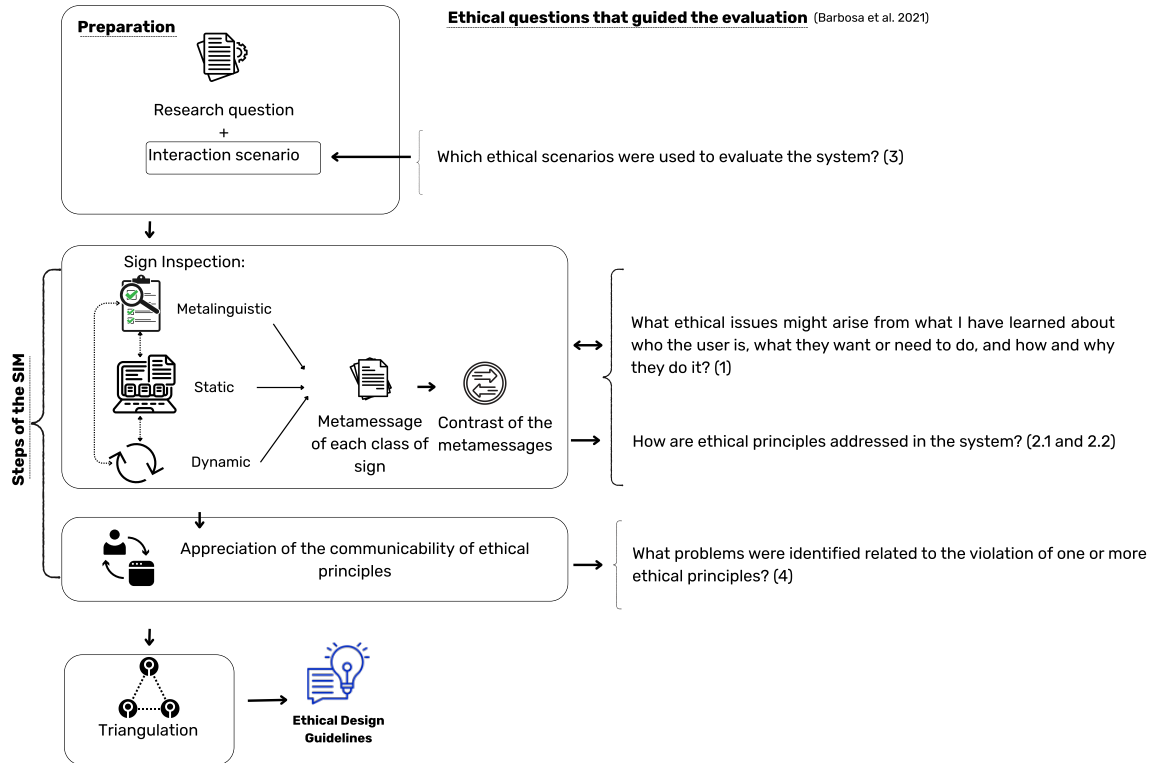 Preparation
Ethical questions that guided the evaluation (Barbosa et al. 2021)
Research question
+
Interaction scenario
Which ethical scenarios were used to evaluate the system? (3)
Steps of the SIM
Sign Inspection:
Metalinguistic
Static
Dynamic
Metamessage
of each class of
sign
Contrast of the
metamessages
What ethical issues might arise from what I have learned about
who the user is, what they want or need to do, and how and why
they do it? (1)
How are ethical principles addressed in the system? (2.1 and 2.2)
Appreciation of the communicability of ethical
principles
What problems were identified related to the violation of one or more
ethical principles? (4)
Triangulation
Ethical Design
Guidelines